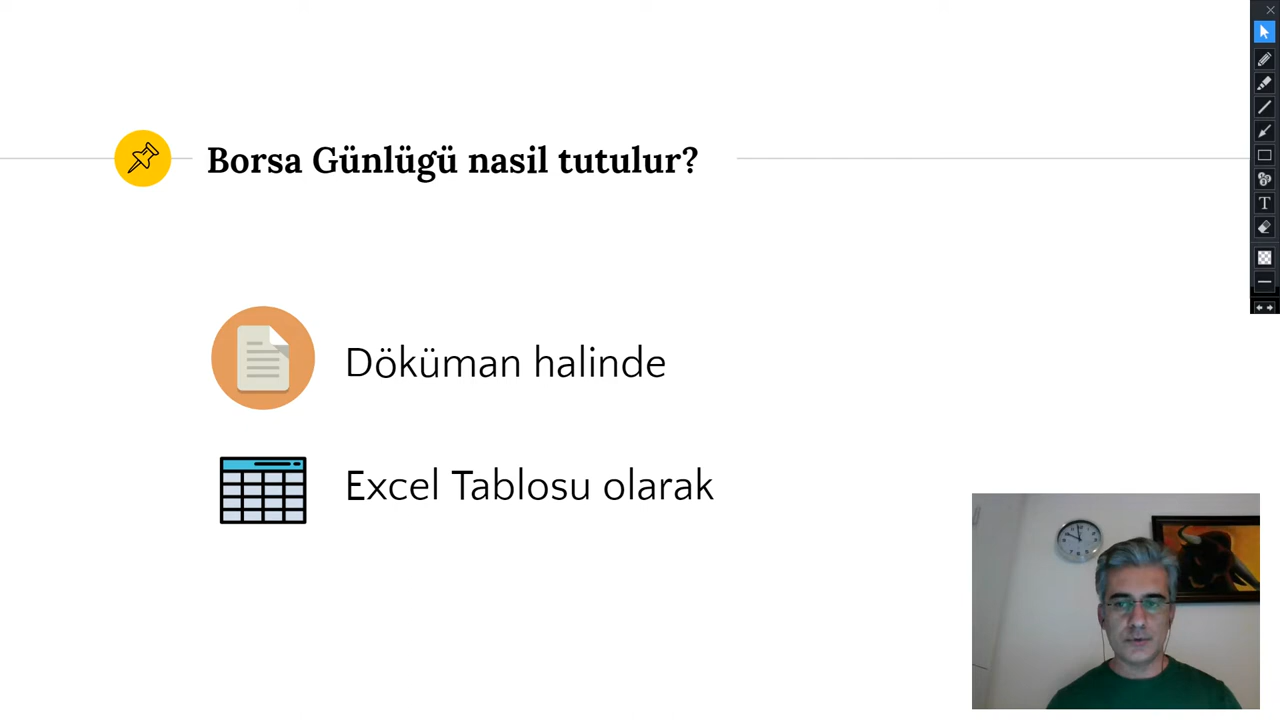 Borsa Günlügü nasil tutulur?
Döküman halinde
Excel Tablosu olarak